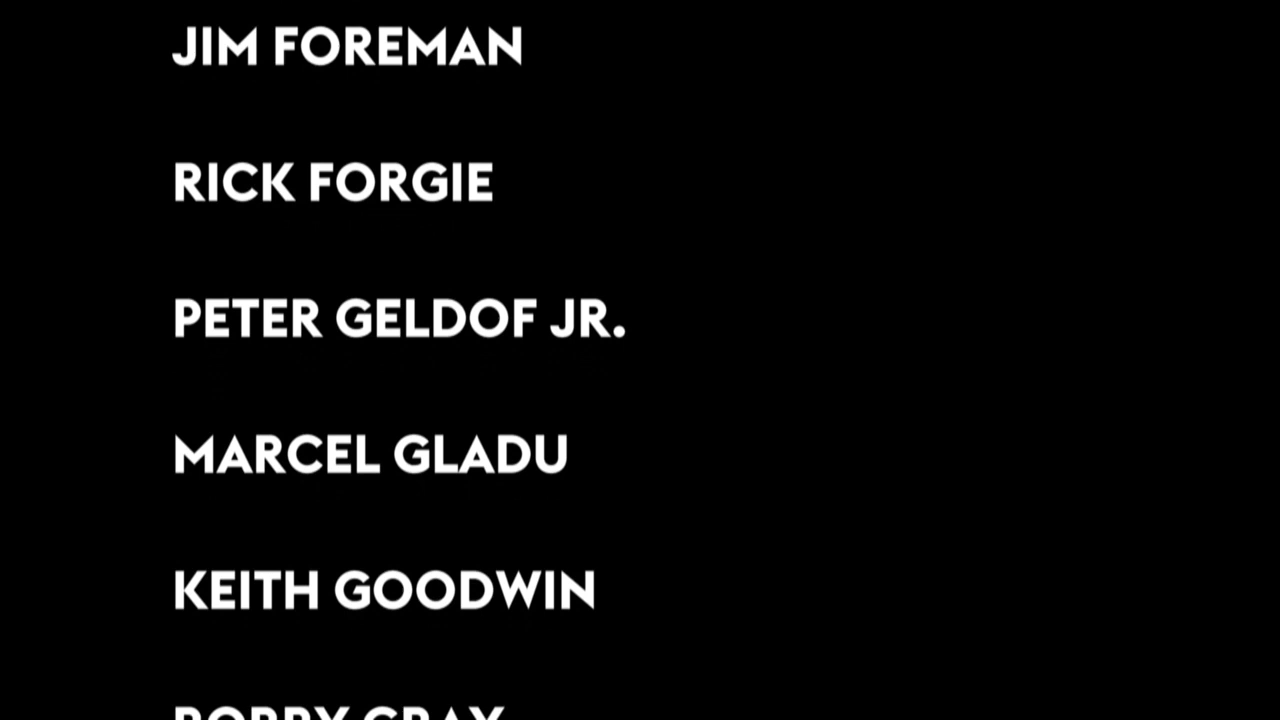 JIM FOREMAN
RICK FORGIE
PETER GELDOF JR.
MARCEL GLADU
KEITH GOODWIN